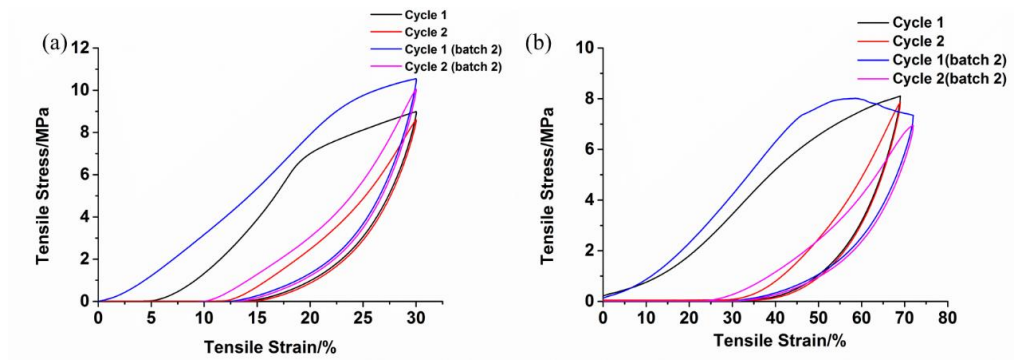 (a)
Cycle 1
Cycle 2
Cycle 1 (batch 2)
Cycle 2 (batch 2)
12
10
8
6
4
2
0
0 5 10 15 20 25 30
Tensile Stress/MPa
Tensile Strain/%
(b)
Cycle 1
Cycle 2
Cycle 1(batch 2)
Cycle 2(batch 2)
10
8
6
4
2
0
0 10 20 30 40 50 60 70 80
Tensile Stress/MPa
Tensile Strain/%